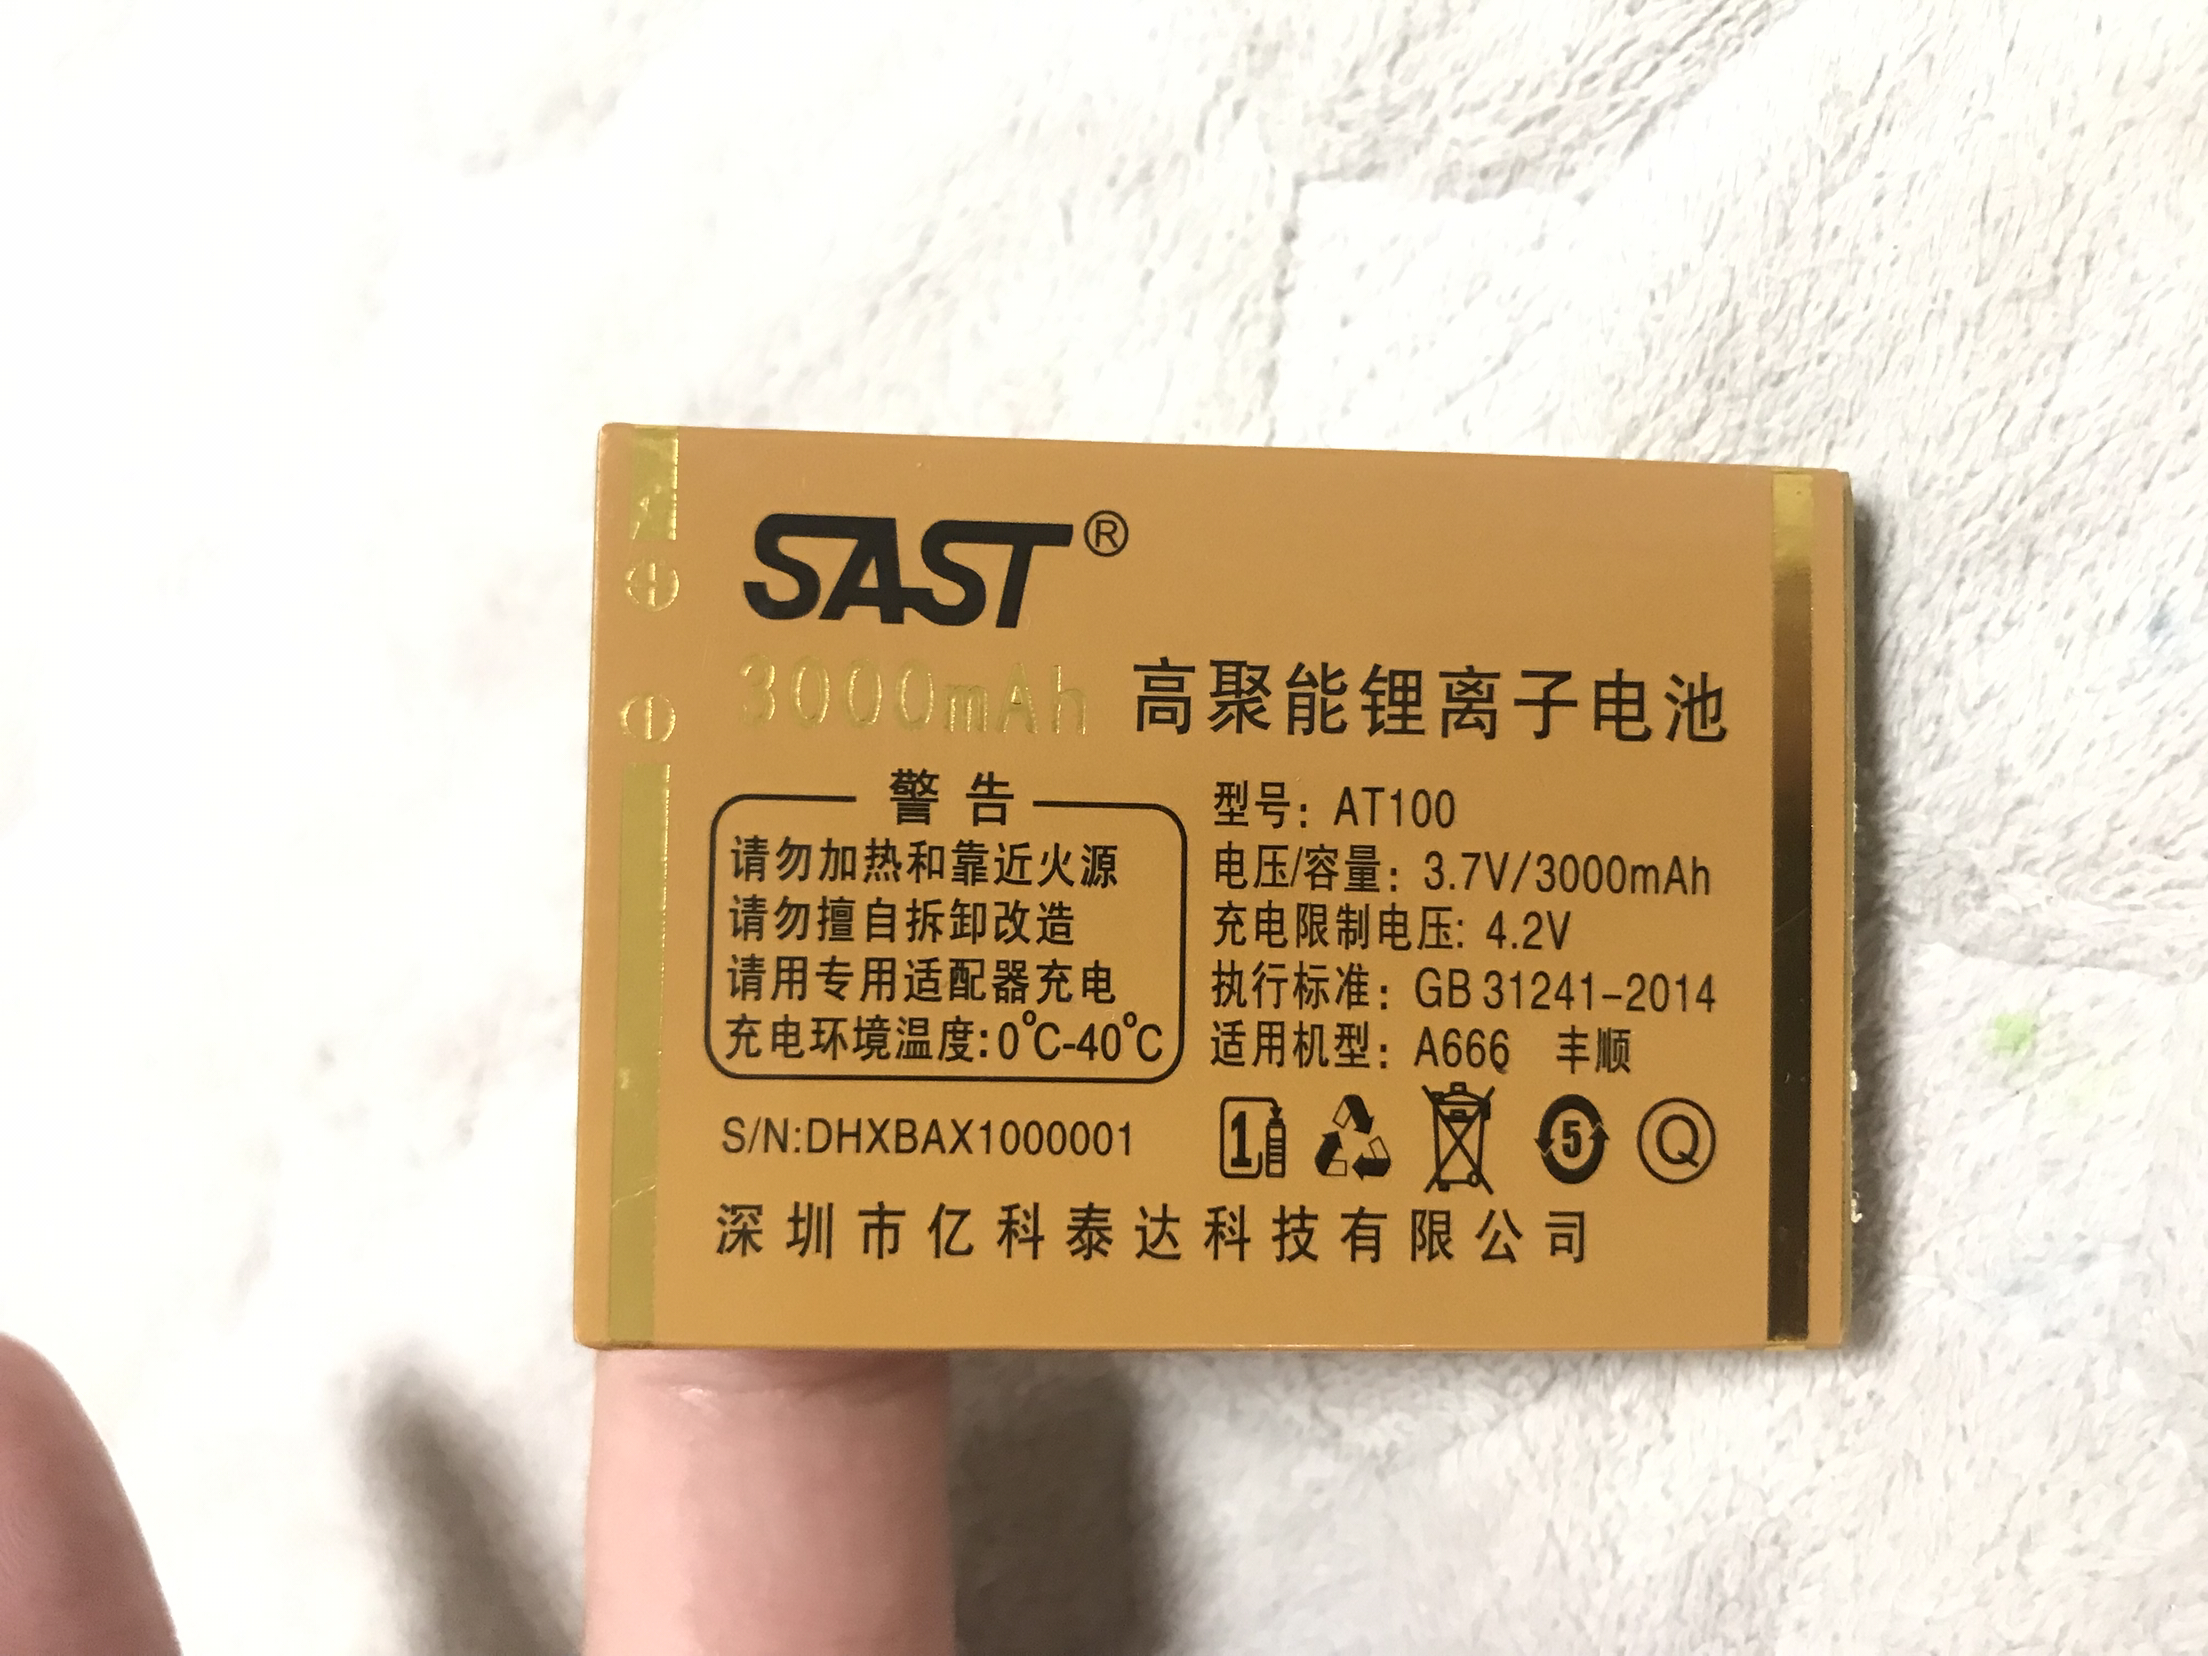 SAST®
3000mAh 高聚能锂离子电池
警告
请勿加热和靠近火源
请勿擅自拆卸改造
请用专用适配器充电
充电环境温度:0℃-40℃
型号: AT100
电压/容量: 3.7V/3000mAh
充电限制电压: 4.2V
执行标准: GB 31241-2014
适用机型: A666 丰顺
S/N:DHXBAX1000001
1
5
Q
深圳市亿科泰达科技有限公司